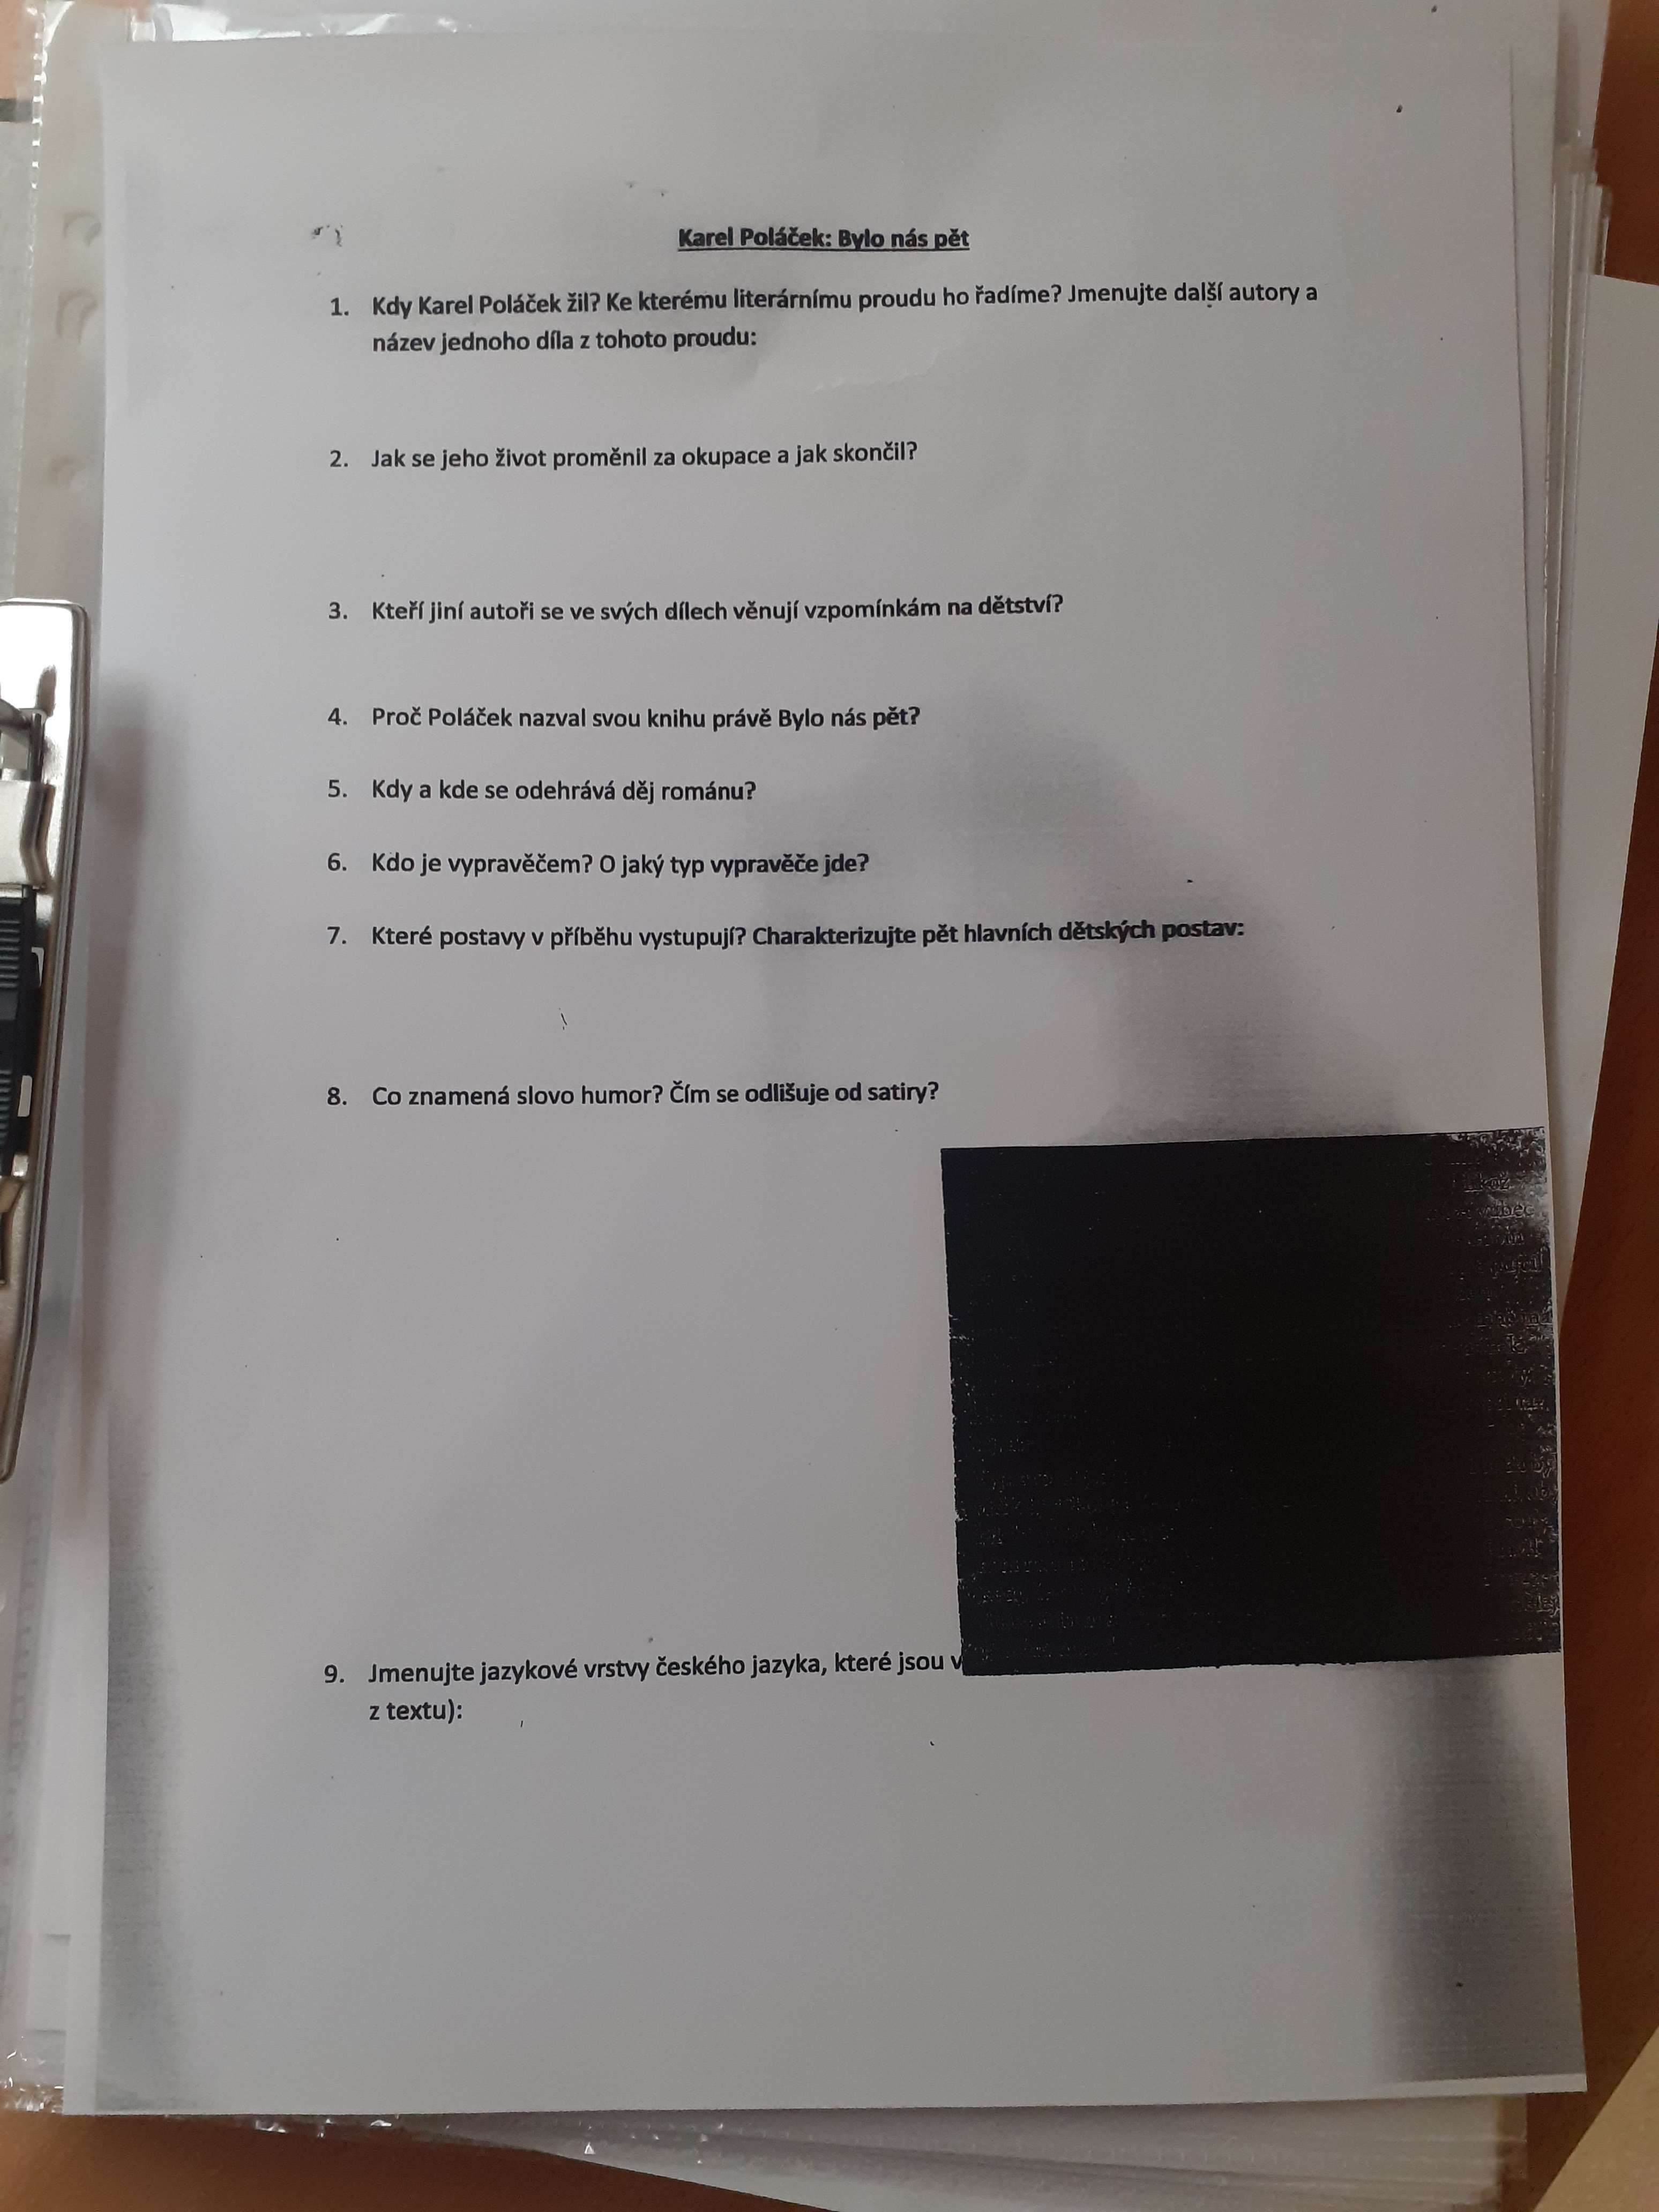 Karel Poláček: Bylo nás pět
1. Kdy Karel Poláček žil? Ke kterému literárnímu proudu ho řadíme? Jmenujte další autory a
název jednoho díla z tohoto proudu:
2. Jak se jeho život proměnil za okupace a jak skončil?
3. Kteří jiní autoři se ve svých dílech věnují vzpomínkám na dětství?
4. Proč Poláček nazval svou knihu právě Bylo nás pět?
5. Kdy a kde se odehrává děj románu?
6. Kdo je vypravěčem? O jaký typ vypravěče jde?
7. Které postavy v příběhu vystupují? Charakterizujte pět hlavních dětských postav:
8. Co znamená slovo humor? Čím se odlišuje od satiry?
9. Jmenujte jazykové vrstvy českého jazyka, které jsou v
z textu):